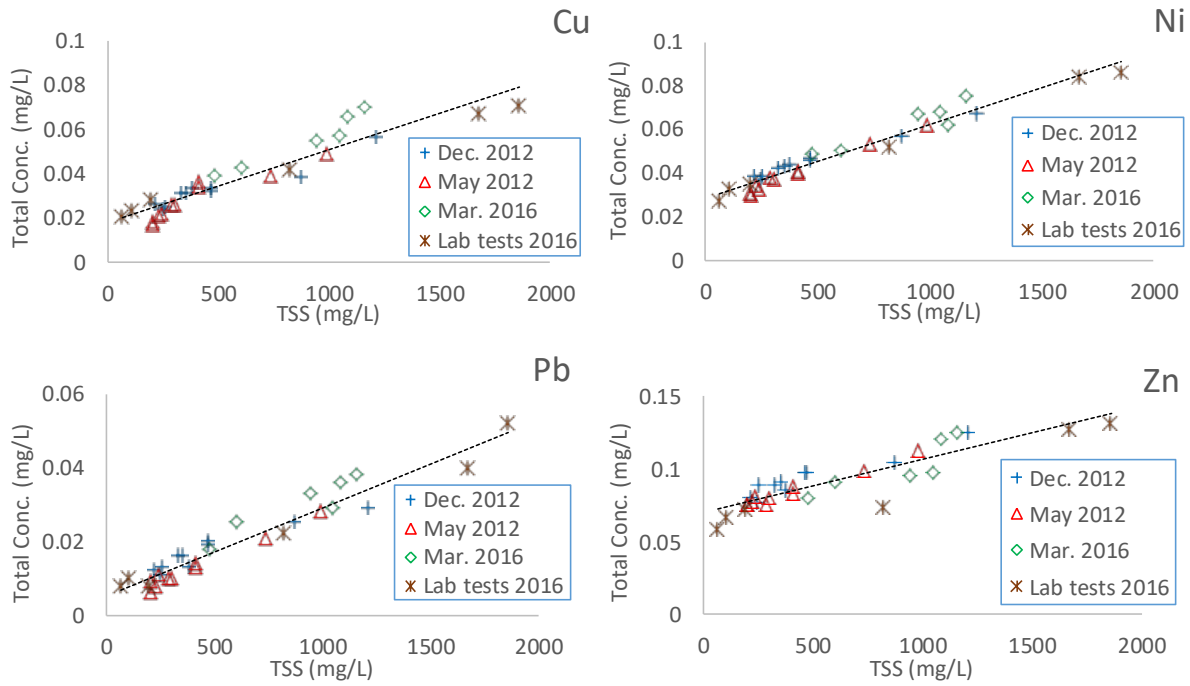 Cu
Total Conc. (mg/L)
0.1
0.08
0.06
0.04
0.02
0
0 500 1000 1500 2000
TSS (mg/L)
Dec. 2012
May 2012
Mar. 2016
Lab tests 2016
Ni
Total Conc. (mg/L)
0.1
0.08
0.06
0.04
0.02
0
0 500 1000 1500 2000
TSS (mg/L)
Dec. 2012
May 2012
Mar. 2016
Lab tests 2016
Pb
Total Conc. (mg/L)
0.06
0.04
0.02
0
0 500 1000 1500 2000
TSS (mg/L)
Dec. 2012
May 2012
Mar. 2016
Lab tests 2016
Zn
Total Conc. (mg/L)
0.15
0.1
0.05
0
0 500 1000 1500 2000
TSS (mg/L)
Dec. 2012
May 2012
Mar. 2016
Lab tests 2016